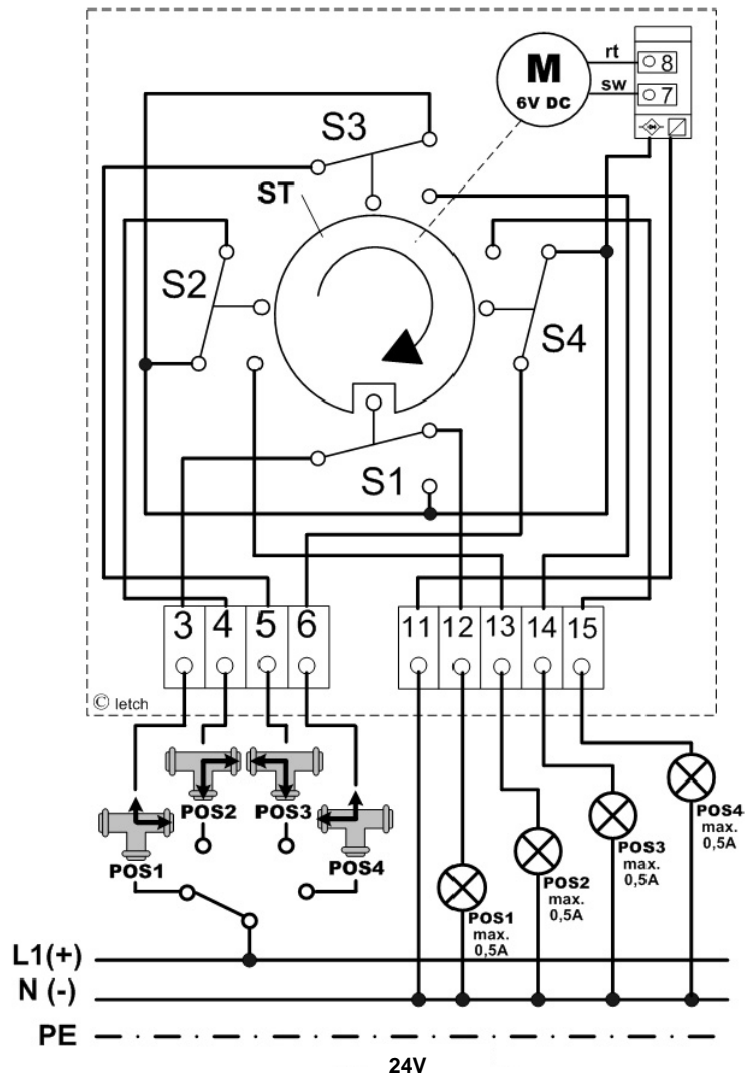 M
6V DC
rt
8
sw
7
S3
ST
S2
S4
S1
3 4 5 6
11 12 13 14 15
© letch
POS1
POS2
POS3
POS4
POS1
max.
0,5A
POS2
max.
0,5A
POS3
max.
0,5A
POS4
max.
0,5A
L1(+)
N (-)
PE
24V